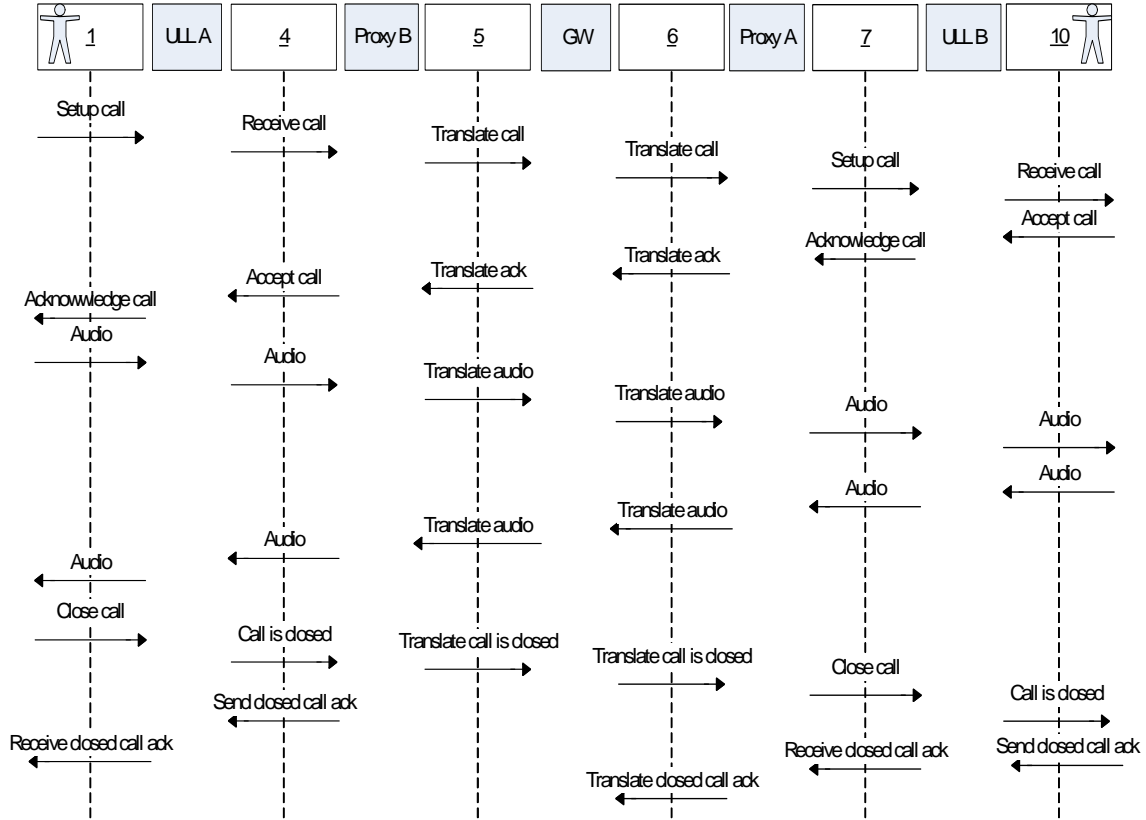 1 ULL A 4 Proxy B 5 GW 6 Proxy A 7 ULL B 10
Setup call
Receive call
Translate call
Translate call
Setup call
Receive call
Accept call
Acknowledge call
Translate ack
Translate ack
Accept call
Acknowwledge call
Audio
Audio
Translate audio
Translate audio
Audio
Audio
Audio
Audio
Translate audio
Translate audio
Audio
Audio
Close call
Call is closed
Translate call is closed
Translate call is closed
Close call
Call is closed
Send closed call ack
Receive closed call ack
Send closed call ack
Receive closed call ack
Translate closed call ack